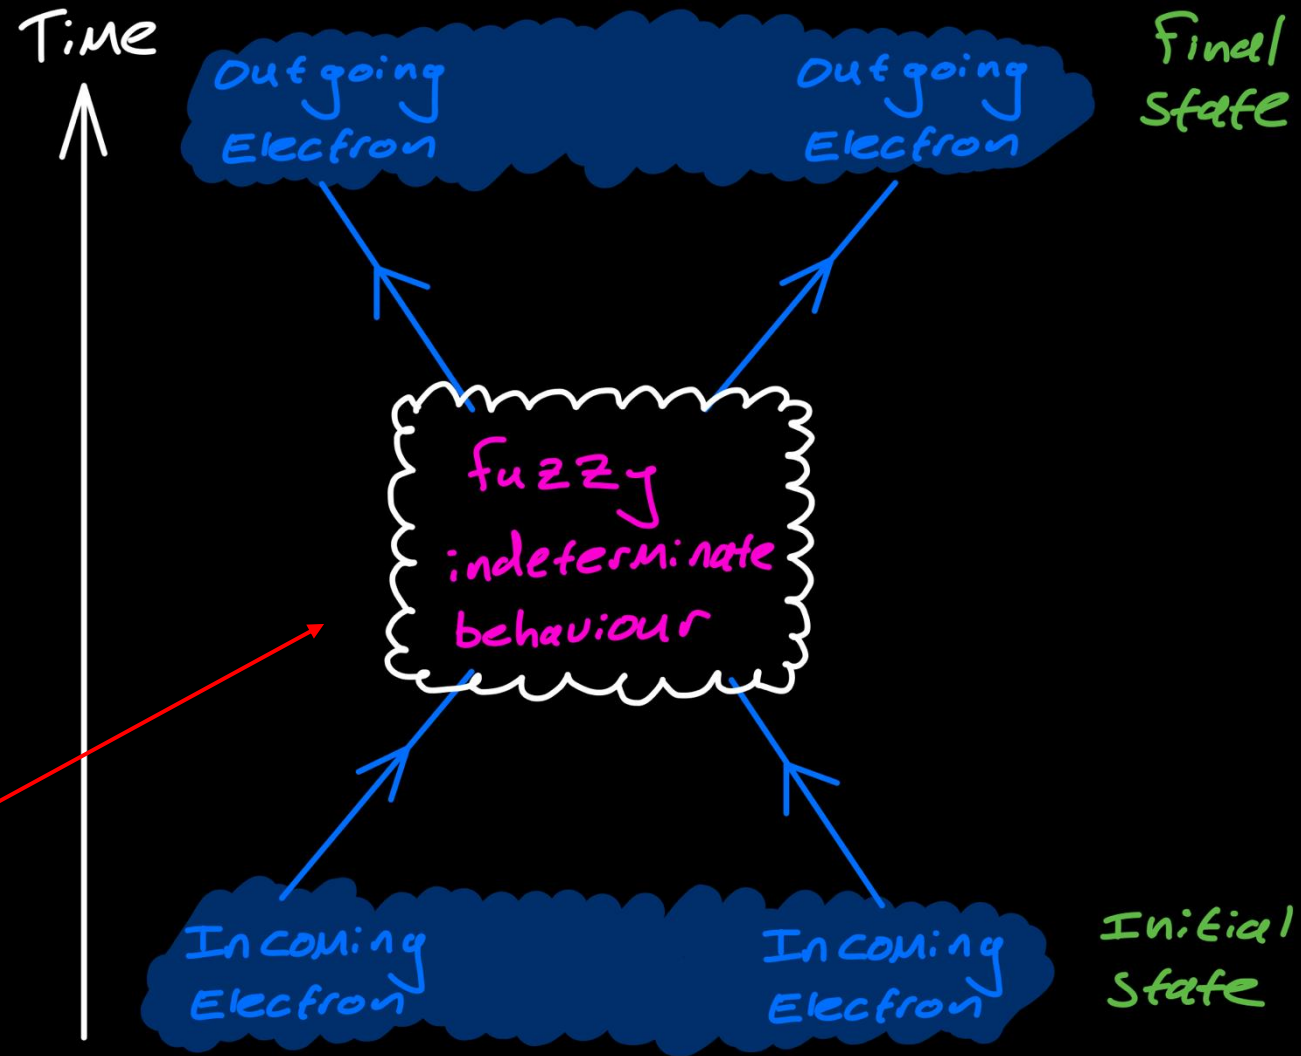 Time
Outgoing
Electron
Outgoing
Electron
Final
State
fuzzy
indeterminate
behaviour
Incoming
Electron
Incoming
Electron
Initial
State